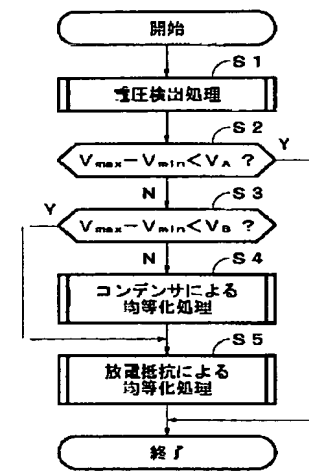 開始
S1
電圧検出処理
S2
Vmax−Vmin<VA ?
Y
N
S3
Y
Vmax−Vmin<VB ?
N
S4
コンデンサによる
均等化処理
S5
放電抵抗による
均等化処理
終了